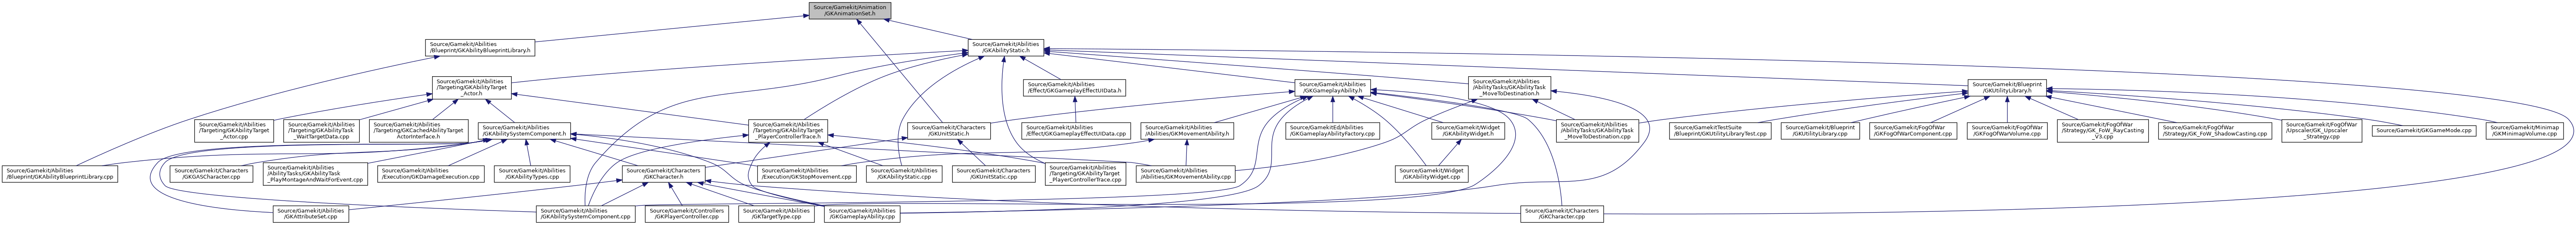 Source/Gamekit/Animation
/GKAnimationSet.h
Source/Gamekit/Abilities
/Blueprint/GKAbilityBlueprintLibrary.h
Source/Gamekit/Abilities
/GKAbilityStatic.h
Source/Gamekit/Abilities
/Targeting/GKAbilityTarget
_Actor.h
Source/Gamekit/Abilities
/Effect/GKGameplayEffectUIData.h
Source/Gamekit/Abilities
/GKGameplayAbility.h
Source/Gamekit/Abilities
/AbilityTasks/GKAbilityTask
_MoveToDestination.h
Source/Gamekit/Blueprint
/GKUtilityLibrary.h
Source/Gamekit/Abilities
/Targeting/GKAbilityTarget
_Actor.cpp
Source/Gamekit/Abilities
/Targeting/GKAbilityTask
_WaitTargetData.cpp
Source/Gamekit/Abilities
/Targeting/GKCachedAbilityTarget
ActorInterface.h
Source/Gamekit/Abilities
/GKAbilitySystemComponent.h
Source/Gamekit/Abilities
/Targeting/GKAbilityTarget
_PlayerControllerTrace.h
Source/Gamekit/Characters
/GKUnitStatic.h
Source/Gamekit/Abilities
/Effect/GKGameplayEffectUIData.cpp
Source/Gamekit/Abilities
/Abilities/GKMovementAbility.h
Source/GamekitEd/Abilities
/GKGameplayAbilityFactory.cpp
Source/Gamekit/Widget
/GKAbilityWidget.h
Source/Gamekit/Abilities
/AbilityTasks/GKAbilityTask
_MoveToDestination.cpp
Source/GamekitTestSuite
/Blueprint/GKUtilityLibraryTest.cpp
Source/Gamekit/Blueprint
/GKUtilityLibrary.cpp
Source/Gamekit/FogOfWar
/GKFogOfWarComponent.cpp
Source/Gamekit/FogOfWar
/GKFogOfWarVolume.cpp
Source/Gamekit/FogOfWar
/Strategy/GK_FoW_RayCasting
_V3.cpp
Source/Gamekit/FogOfWar
/Strategy/GK_FoW_ShadowCasting.cpp
Source/Gamekit/FogOfWar
/Upscaler/GK_Upscaler
_Strategy.cpp
Source/Gamekit/GKGameMode.cpp
Source/Gamekit/Minimap
/GKMinimapVolume.cpp
Source/Gamekit/Abilities
/Blueprint/GKAbilityBlueprintLibrary.cpp
Source/Gamekit/Characters
/GKGASCharacter.cpp
Source/Gamekit/Abilities
/AbilityTasks/GKAbilityTask
_PlayMontageAndWaitForEvent.cpp
Source/Gamekit/Abilities
/Execution/GKDamageExecution.cpp
Source/Gamekit/Abilities
/GKAbilityTypes.cpp
Source/Gamekit/Characters
/GKCharacter.h
Source/Gamekit/Abilities
/Execution/GKStopMovement.cpp
Source/Gamekit/Abilities
/GKAbilityStatic.cpp
Source/Gamekit/Characters
/GKUnitStatic.cpp
Source/Gamekit/Abilities
/Targeting/GKAbilityTarget
_PlayerControllerTrace.cpp
Source/Gamekit/Abilities
/Abilities/GKMovementAbility.cpp
Source/Gamekit/Widget
/GKAbilityWidget.cpp
Source/Gamekit/Abilities
/GKAttributeSet.cpp
Source/Gamekit/Abilities
/GKAbilitySystemComponent.cpp
Source/Gamekit/Controllers
/GKPlayerController.cpp
Source/Gamekit/Abilities
/GKTargetType.cpp
Source/Gamekit/Abilities
/GKGameplayAbility.cpp
Source/Gamekit/Characters
/GKCharacter.cpp